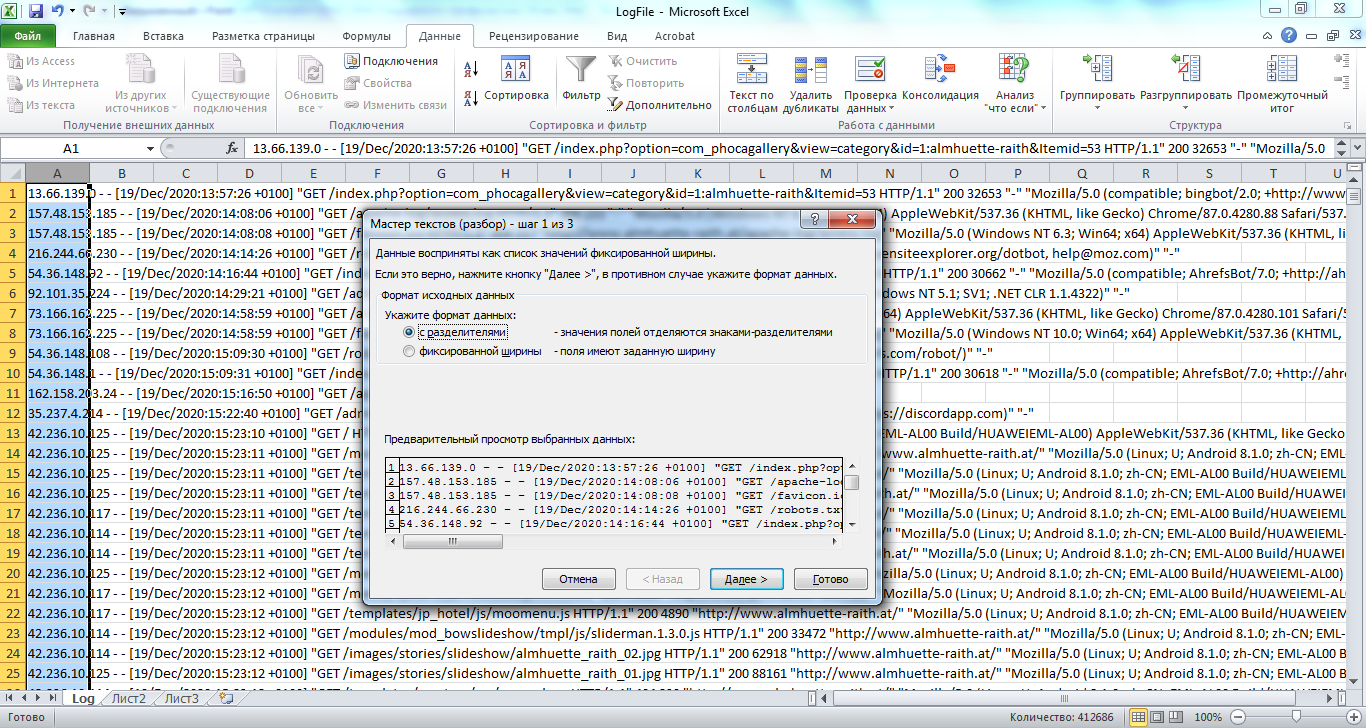 LogFile - Microsoft Excel
Файл Главная Вставка Разметка страницы Формулы Данные Рецензирование Вид Acrobat
Из Access
Из Интернета
Из текста
Из других источников
Существующие подключения
Обновить все
Подключения
Свойства
Изменить связи
Сортировка
Фильтр
Очистить
Повторить
Дополнительно
Текст по столбцам
Удалить дубликаты
Проверка данных
Консолидация
Анализ "что если"
Группировать
Разгруппировать
Промежуточный итог
Получение внешних данных Подключения Сортировка и фильтр Работа с данными Структура
A1 fx 13.66.139.0 - - [19/Dec/2020:13:57:26 +0100] "GET /index.php?option=com_phocagallery&view=category&id=1:almhuette-raith&Itemid=53 HTTP/1.1" 200 32653 "-" "Mozilla/5.0
A B C D E F G H I J K L M N O P Q R S T U
1 13.66.139.0 - - [19/Dec/2020:13:57:26 +0100] "GET /index.php?option=com_phocagallery&view=category&id=1:almhuette-raith&Itemid=53 HTTP/1.1" 200 32653 "-" "Mozilla/5.0 (compatible; bingbot/2.0; +http://www
2 157.48.153.185 - - [19/Dec/2020:14:08:06 +0100] "GET /a AppleWebKit/537.36 (KHTML, like Gecko) Chrome/87.0.4280.88 Safari/537.
3 157.48.153.185 - - [19/Dec/2020:14:08:08 +0100] "GET /f "Mozilla/5.0 (Windows NT 6.3; Win64; x64) AppleWebKit/537.36 (KHTML, li
4 216.244.66.230 - - [19/Dec/2020:14:14:26 +0100] "GET /ro ensiteexplorer.org/dotbot, help@moz.com)" "-"
5 54.36.148.92 - - [19/Dec/2020:14:16:44 +0100] "GET /ind HTTP/1.1" 200 30662 "-" "Mozilla/5.0 (compatible; AhrefsBot/7.0; +http://ah
6 92.101.35.224 - - [19/Dec/2020:14:29:21 +0100] "GET /ad ows NT 5.1; SV1; .NET CLR 1.1.4322)" "-"
7 73.166.162.225 - - [19/Dec/2020:14:58:59 +0100] "GET /a 64) AppleWebKit/537.36 (KHTML, like Gecko) Chrome/87.0.4280.101 Safari/5
8 73.166.162.225 - - [19/Dec/2020:14:58:59 +0100] "GET /f "Mozilla/5.0 (Windows NT 10.0; Win64; x64) AppleWebKit/537.36 (KHTML,
9 54.36.148.108 - - [19/Dec/2020:15:09:30 +0100] "GET /ro s.com/robot/)" "-"
10 54.36.148.1 - - [19/Dec/2020:15:09:31 +0100] "GET /inde HTTP/1.1" 200 30618 "-" "Mozilla/5.0 (compatible; AhrefsBot/7.0; +http://ahre
11 162.158.203.24 - - [19/Dec/2020:15:16:50 +0100] "GET /a
12 35.237.4.214 - - [19/Dec/2020:15:22:40 +0100] "GET /adm s://discordapp.com)" "-"
13 42.236.10.125 - - [19/Dec/2020:15:23:10 +0100] "GET / H EML-AL00 Build/HUAWEIEML-AL00) AppleWebKit/537.36 (KHTML, like Gecko
14 42.236.10.125 - - [19/Dec/2020:15:23:11 +0100] "GET /m www.almhuette-raith.at/" "Mozilla/5.0 (Linux; U; Android 8.1.0; zh-CN; EML-
15 42.236.10.125 - - [19/Dec/2020:15:23:11 +0100] "GET /te "Mozilla/5.0 (Linux; U; Android 8.1.0; zh-CN; EML-AL00 Build/HUAWEIEM
16 42.236.10.125 - - [19/Dec/2020:15:23:11 +0100] "GET /te h.at/" "Mozilla/5.0 (Linux; U; Android 8.1.0; zh-CN; EML-AL00 Build/HUAW
17 42.236.10.117 - - [19/Dec/2020:15:23:11 +0100] "GET /te "Mozilla/5.0 (Linux; U; Android 8.1.0; zh-CN; EML-AL00 Build/HUAWEIEM
18 42.236.10.114 - - [19/Dec/2020:15:23:11 +0100] "GET /te "Mozilla/5.0 (Linux; U; Android 8.1.0; zh-CN; EML-AL00 Build/HUAWEIEML
19 42.236.10.114 - - [19/Dec/2020:15:23:11 +0100] "GET /te h.at/" "Mozilla/5.0 (Linux; U; Android 8.1.0; zh-CN; EML-AL00 Build/HUAW
20 42.236.10.125 - - [19/Dec/2020:15:23:12 +0100] "GET /m Mozilla/5.0 (Linux; U; Android 8.1.0; zh-CN; EML-AL00 Build/HUAWEIEML-AL00)
21 42.236.10.117 - - [19/Dec/2020:15:23:12 +0100] "GET /m "Mozilla/5.0 (Linux; U; Android 8.1.0; zh-CN; EML-AL00 Build/HUAWEIEM
22 42.236.10.117 - - [19/Dec/2020:15:23:12 +0100] "GET /templates/jp_hotel/js/moomenu.js HTTP/1.1" 200 4890 "http://www.almhuette-raith.at/" "Mozilla/5.0 (Linux; U; Android 8.1.0; zh-CN; EML-AL00 Build/HUAWEIEM
23 42.236.10.114 - - [19/Dec/2020:15:23:12 +0100] "GET /modules/mod_bowslideshow/tmpl/js/sliderman.1.3.0.js HTTP/1.1" 200 33472 "http://www.almhuette-raith.at/" "Mozilla/5.0 (Linux; U; Android 8.1.0; zh-CN; EML-
24 42.236.10.114 - - [19/Dec/2020:15:23:12 +0100] "GET /images/stories/slideshow/almhuette_raith_02.jpg HTTP/1.1" 200 62918 "http://www.almhuette-raith.at/" "Mozilla/5.0 (Linux; U; Android 8.1.0; zh-CN; EML-AL0
25 42.236.10.125 - - [19/Dec/2020:15:23:12 +0100] "GET /images/stories/slideshow/almhuette_raith_01.jpg HTTP/1.1" 200 88161 "http://www.almhuette-raith.at/" "Mozilla/5.0 (Linux; U; Android 8.1.0; zh-CN; EML-AL0
Мастер текстов (разбор) - шаг 1 из 3
Данные восприняты как список значений фиксированной ширины.
Если это верно, нажмите кнопку "Далее >", в противном случае укажите формат данных.
Формат исходных данных
Укажите формат данных:
с разделителями - значения полей отделяются знаками-разделителями
фиксированной ширины - поля имеют заданную ширину
Предварительный просмотр выбранных данных:
1 13.66.139.0 - - [19/Dec/2020:13:57:26 +0100] "GET /index.php?opt
2 157.48.153.185 - - [19/Dec/2020:14:08:06 +0100] "GET /apache-lo
3 157.48.153.185 - - [19/Dec/2020:14:08:08 +0100] "GET /favicon.ic
4 216.244.66.230 - - [19/Dec/2020:14:14:26 +0100] "GET /robots.txt
5 54.36.148.92 - - [19/Dec/2020:14:16:44 +0100] "GET /index.php?op
Отмена < Назад Далее > Готово
Log Лист2 Лист3
Готово Количество: 412686 100%